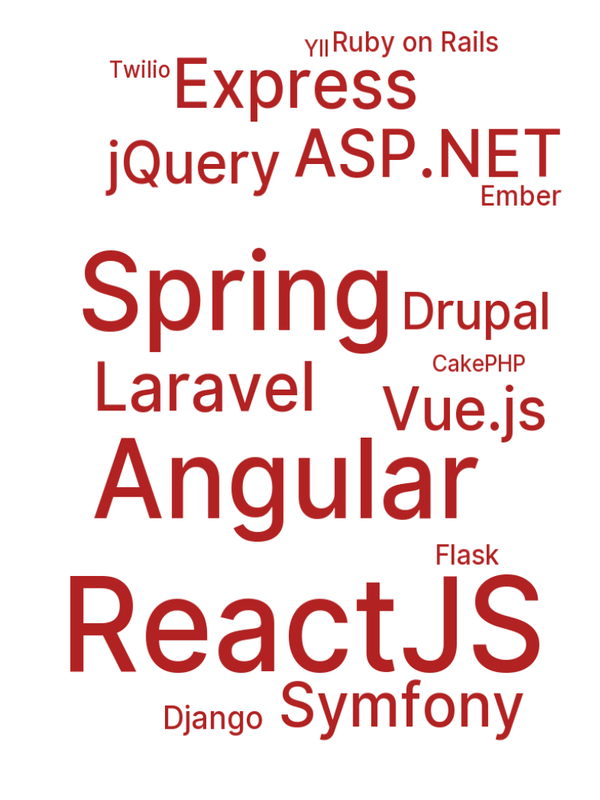 YII Ruby on Rails
Twilio Express
jQuery ASP.NET
Ember
Spring Drupal
CakePHP
Laravel Vue.js
Angular
Flask
ReactJS
Django Symfony